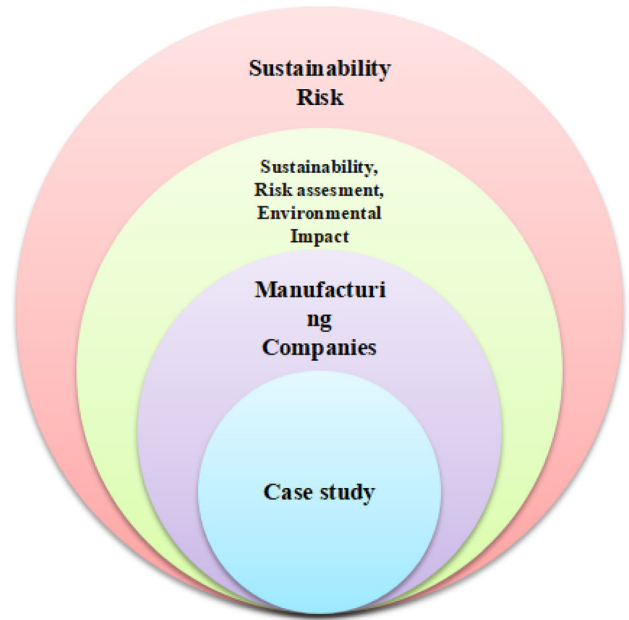 Sustainability
Risk
Sustainability,
Risk assesment,
Environmental
Impact
Manufacturi
ng
Companies
Case study